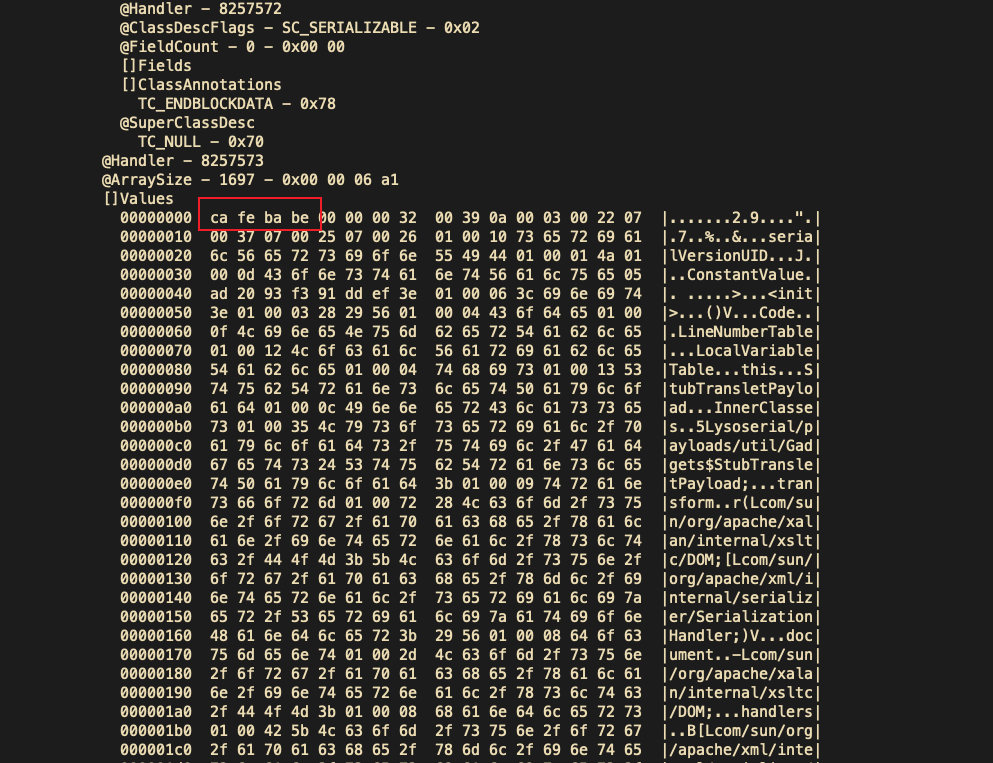 @Handler - 8257572
@ClassDescFlags - SC_SERIALIZABLE - 0x02
@FieldCount - 0 - 0x00 00
[]Fields
[]ClassAnnotations
TC_ENDBLOCKDATA - 0x78
@SuperClassDesc
TC_NULL - 0x70
@Handler - 8257573
@ArraySize - 1697 - 0x00 00 06 a1
[]Values
00000000  ca fe ba be 00 00 00 32  00 39 0a 00 03 00 22 07  |.......2.9....".|
00000010  00 37 07 00 25 07 00 26  01 00 10 73 65 72 69 61  |.7..%..&...seria|
00000020  6c 56 65 72 73 69 6f 6e  55 49 44 01 00 01 4a 01  |lVersionUID...J.|
00000030  00 0d 43 6f 6e 73 74 61  6e 74 56 61 6c 75 65 05  |..ConstantValue.|
00000040  ad 20 93 f3 91 dd ef 3e  01 00 06 3c 69 6e 69 74  |. .....>...<init|
00000050  3e 01 00 03 28 29 56 01  00 04 43 6f 64 65 01 00  |>...()V...Code..|
00000060  0f 4c 69 6e 65 4e 75 6d  62 65 72 54 61 62 6c 65  |.LineNumberTable|
00000070  01 00 12 4c 6f 63 61 6c  56 61 72 69 61 62 6c 65  |...LocalVariable|
00000080  54 61 62 6c 65 01 00 04  74 68 69 73 01 00 13 53  |Table...this...S|
00000090  74 75 62 54 72 61 6e 73  6c 65 74 50 61 79 6c 6f  |tubTransletPaylo|
000000a0  61 64 01 00 0c 49 6e 6e  65 72 43 6c 61 73 73 65  |ad...InnerClasse|
000000b0  73 01 00 35 4c 79 73 6f  73 65 72 69 61 6c 2f 70  |s..5Lysoserial/p|
000000c0  61 79 6c 6f 61 64 73 2f  75 74 69 6c 2f 47 61 64  |ayloads/util/Gad|
000000d0  67 65 74 73 24 53 74 75  62 54 72 61 6e 73 6c 65  |gets$StubTransle|
000000e0  74 50 61 79 6c 6f 61 64  3b 01 00 09 74 72 61 6e  |tPayload;...tran|
000000f0  73 66 6f 72 6d 01 00 72  28 4c 63 6f 6d 2f 73 75  |sform..r(Lcom/su|
00000100  6e 2f 6f 72 67 2f 61 70  61 63 68 65 2f 78 61 6c  |n/org/apache/xal|
00000110  61 6e 2f 69 6e 74 65 72  6e 61 6c 2f 78 73 6c 74  |an/internal/xslt|
00000120  63 2f 44 4f 4d 3b 5b 4c  63 6f 6d 2f 73 75 6e 2f  |c/DOM;[Lcom/sun/|
00000130  6f 72 67 2f 61 70 61 63  68 65 2f 78 6d 6c 2f 69  |org/apache/xml/i|
00000140  6e 74 65 72 6e 61 6c 2f  73 65 72 69 61 6c 69 7a  |nternal/serializ|
00000150  65 72 2f 53 65 72 69 61  6c 69 7a 61 74 69 6f 6e  |er/Serialization|
00000160  48 61 6e 64 6c 65 72 3b  29 56 01 00 08 64 6f 63  |Handler;)V...doc|
00000170  75 6d 65 6e 74 01 00 2d  4c 63 6f 6d 2f 73 75 6e  |ument..-Lcom/sun|
00000180  2f 6f 72 67 2f 61 70 61  63 68 65 2f 78 61 6c 61  |/org/apache/xala|
00000190  6e 2f 69 6e 74 65 72 6e  61 6c 2f 78 73 6c 74 63  |n/internal/xsltc|
000001a0  2f 44 4f 4d 3b 01 00 08  68 61 6e 64 6c 65 72 73  |/DOM;...handlers|
000001b0  01 00 42 5b 4c 63 6f 6d  2f 73 75 6e 2f 6f 72 67  |..B[Lcom/sun/org|
000001c0  2f 61 70 61 63 68 65 2f  78 6d 6c 2f 69 6e 74 65  |/apache/xml/inte|